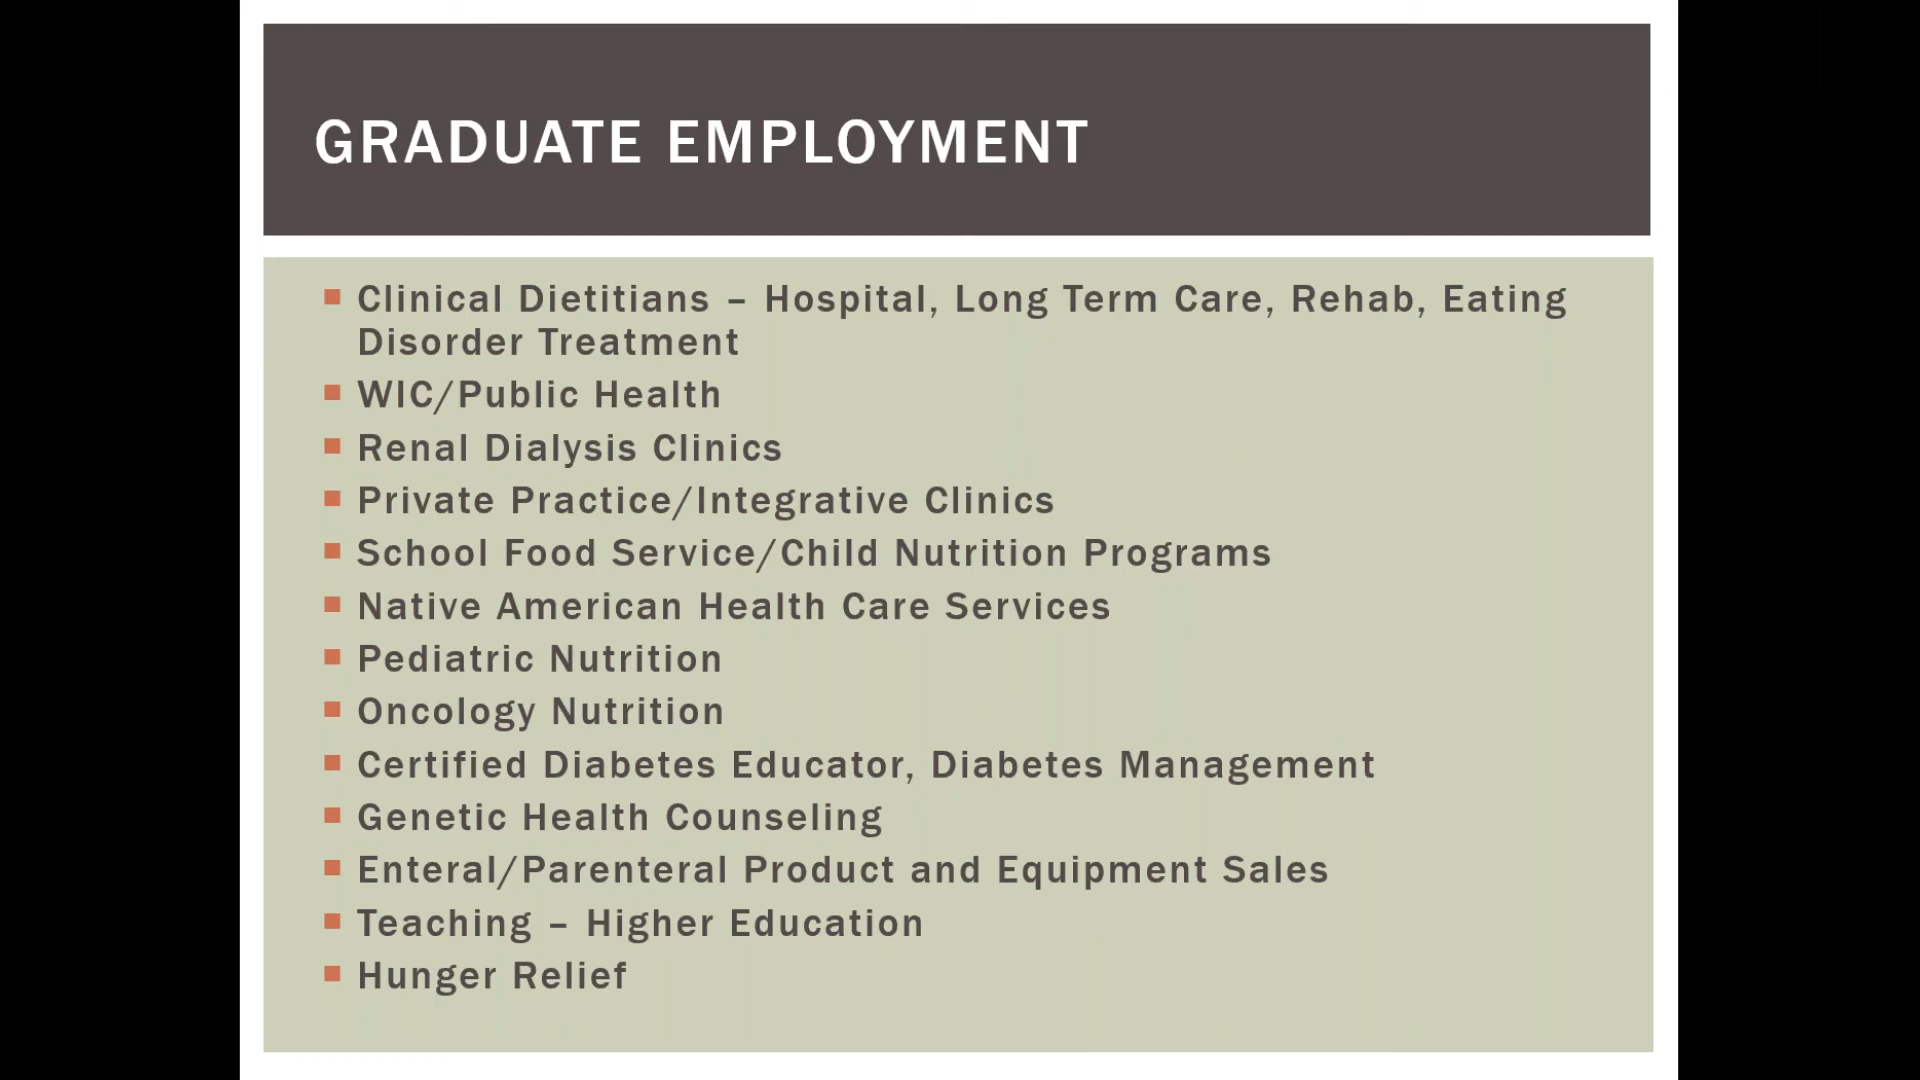 GRADUATE EMPLOYMENT
Clinical Dietitians – Hospital, Long Term Care, Rehab, Eating
Disorder Treatment
WIC/Public Health
Renal Dialysis Clinics
Private Practice/Integrative Clinics
School Food Service/Child Nutrition Programs
Native American Health Care Services
Pediatric Nutrition
Oncology Nutrition
Certified Diabetes Educator, Diabetes Management
Genetic Health Counseling
Enteral/Parenteral Product and Equipment Sales
Teaching – Higher Education
Hunger Relief